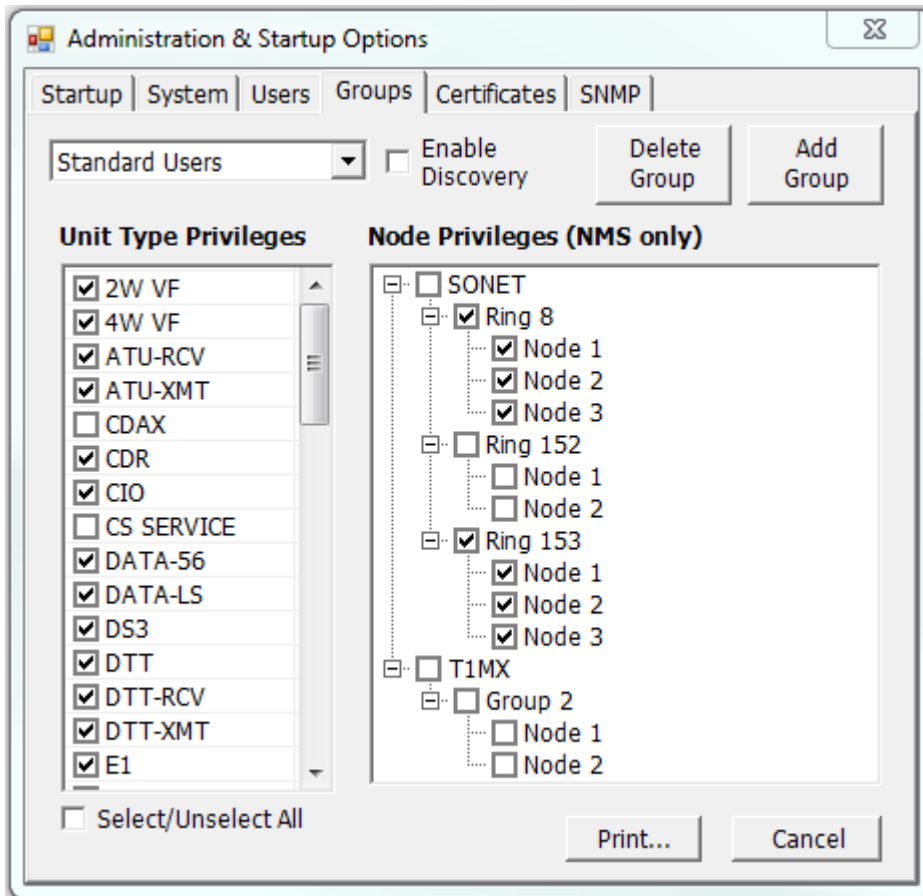 Administration & Startup Options
Startup System Users Groups Certificates SNMP
Standard Users
Enable
Discovery
Delete
Group
Add
Group
Unit Type Privileges
2W VF
4W VF
ATU-RCV
ATU-XMT
CDAX
CDR
CIO
CS SERVICE
DATA-56
DATA-LS
DS3
DTT
DTT-RCV
DTT-XMT
E1
Select/Unselect All
Node Privileges (NMS only)
SONET
Ring 8
Node 1
Node 2
Node 3
Ring 152
Node 1
Node 2
Ring 153
Node 1
Node 2
Node 3
T1MX
Group 2
Node 1
Node 2
Print...
Cancel